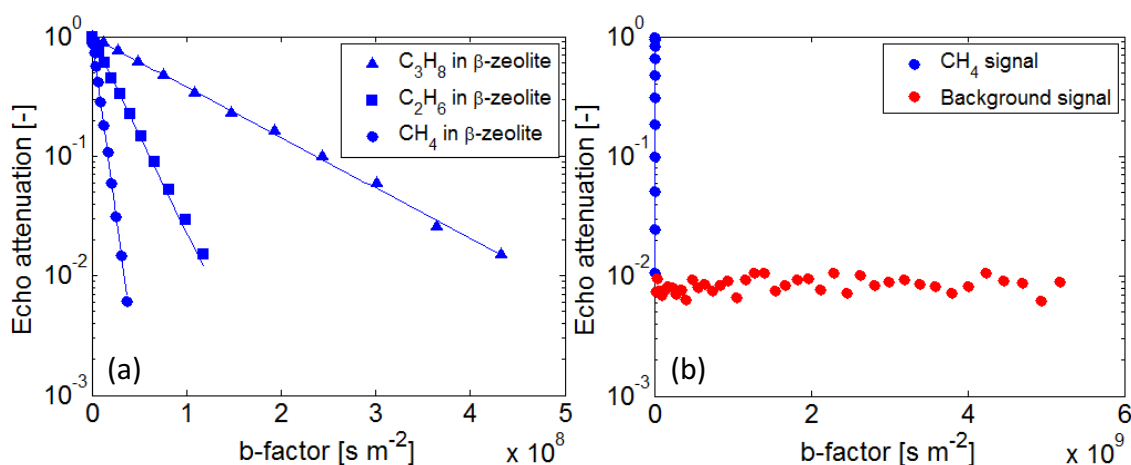 Echo attenuation [-]
10^0
10^-1
10^-2
10^-3
C3H8 in β-zeolite
C2H6 in β-zeolite
CH4 in β-zeolite
(a)
0 1 2 3 4 5
b-factor [s m^-2]
x 10^8
Echo attenuation [-]
10^0
10^-1
10^-2
10^-3
CH4 signal
Background signal
(b)
0 2 4 6
b-factor [s m^-2]
x 10^9